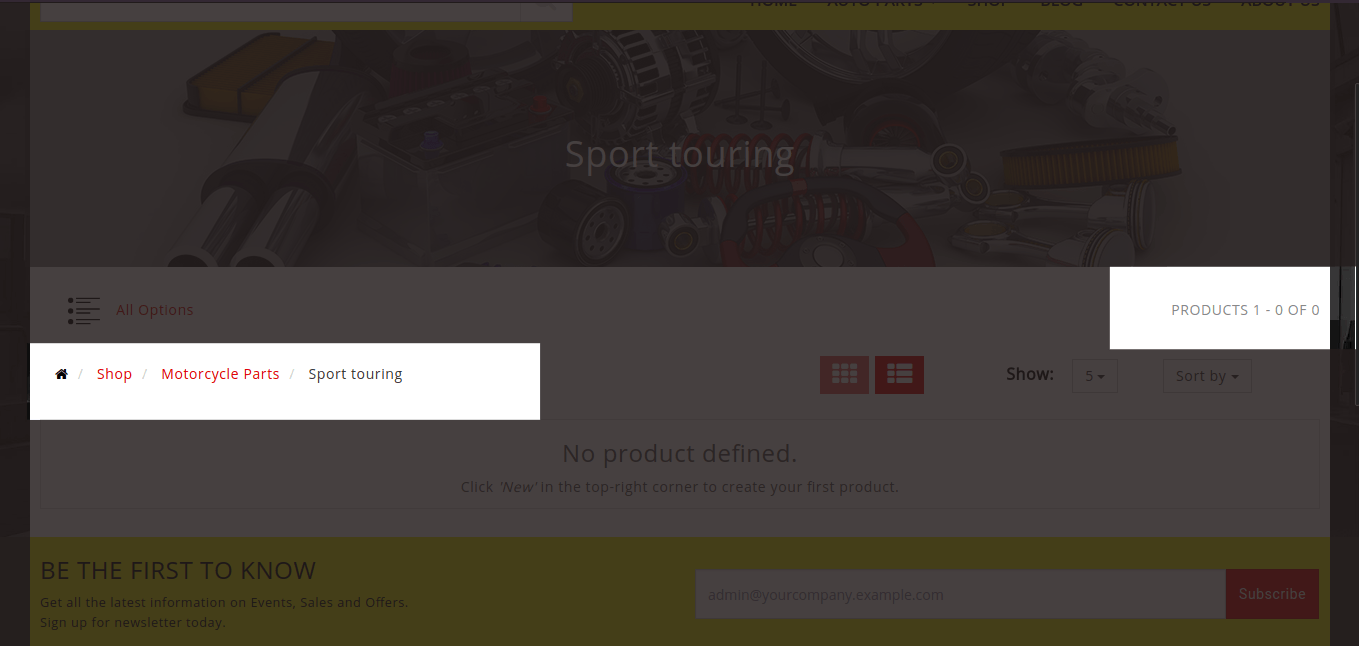 HOME AUTO PARTS SHOP BLOG CONTACT US ABOUT US
Sport touring
All Options
PRODUCTS 1 - 0 OF 0
Shop / Motorcycle Parts / Sport touring
Show: 5 Sort by
No product defined.
Click 'New' in the top-right corner to create your first product.
BE THE FIRST TO KNOW
Get all the latest information on Events, Sales and Offers.
Sign up for newsletter today.
admin@yourcompany.example.com
Subscribe